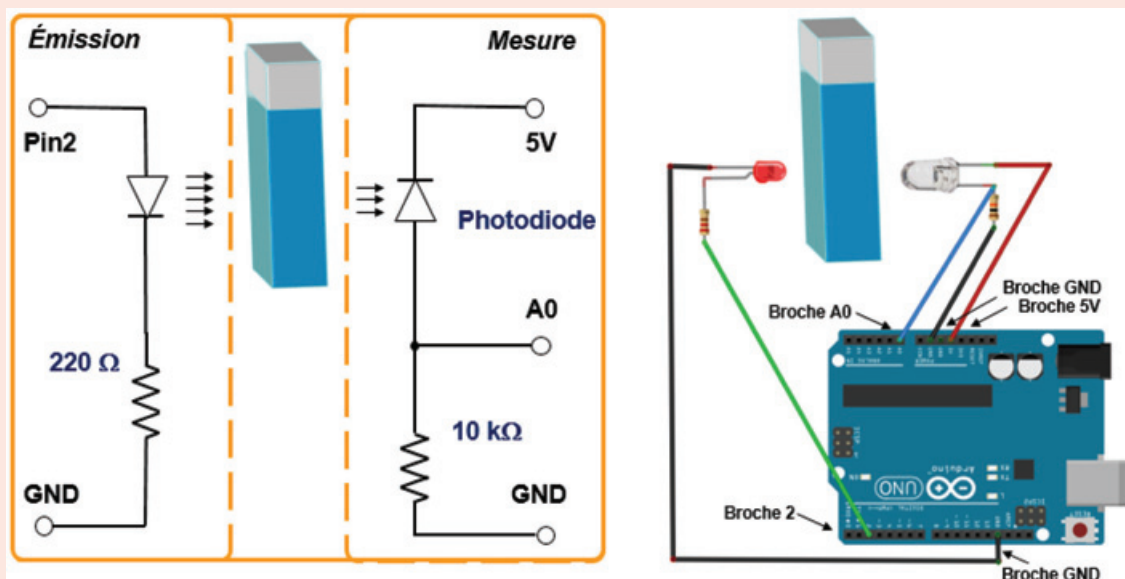 Émission
Mesure
Pin2
5V
Photodiode
A0
220 Ω
10 kΩ
GND
GND
Broche GND
Broche 5V
Broche A0
Arduino
UNO
Broche 2
Broche GND